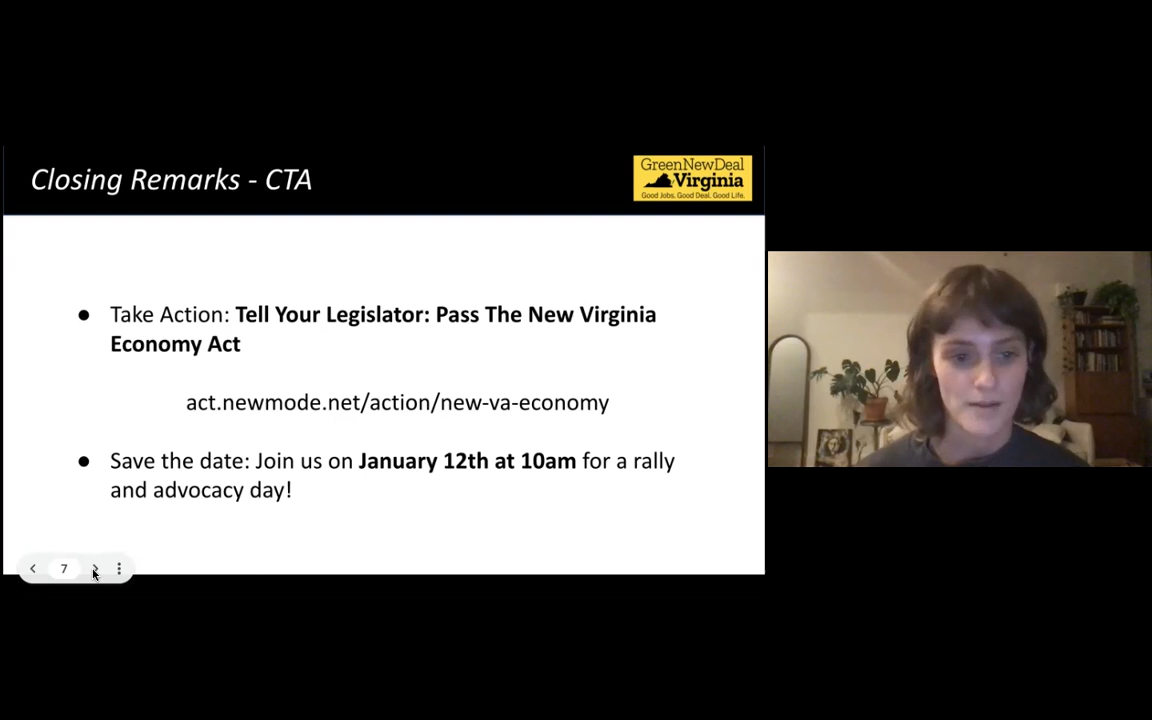 Closing Remarks - CTA
GreenNewDeal
Virginia
Good Jobs. Good Deal. Good Life.
● Take Action: Tell Your Legislator: Pass The New Virginia
Economy Act
act.newmode.net/action/new-va-economy
● Save the date: Join us on January 12th at 10am for a rally
and advocacy day!
7